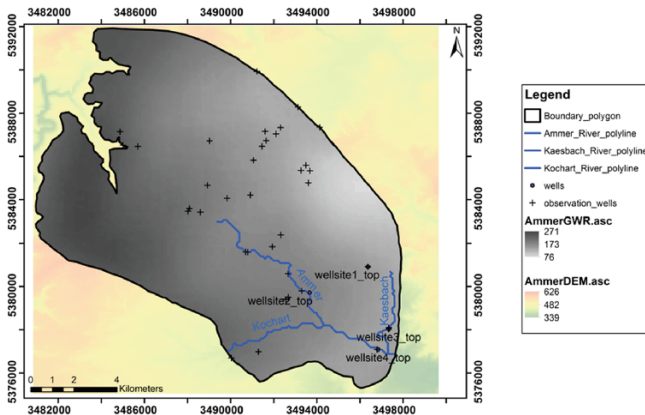 3482000 3486000 3490000 3494000 3498000
5392000 5392000
N
5388000 5388000
5384000 5384000
5380000 5380000
5376000 5376000
wellsite1_top
Ammer
wellsite2_top
Kaesbach
Kochart
wellsite3_top
wellsite4_top
0 1 2 4
Kilometers
3482000 3486000 3490000 3494000 3498000
Legend
Boundary_polygon
Ammer_River_polyline
Kaesbach_River_polyline
Kochart_River_polyline
wells
observation_wells
AmmerGWR.asc
271
173
76
AmmerDEM.asc
626
482
339